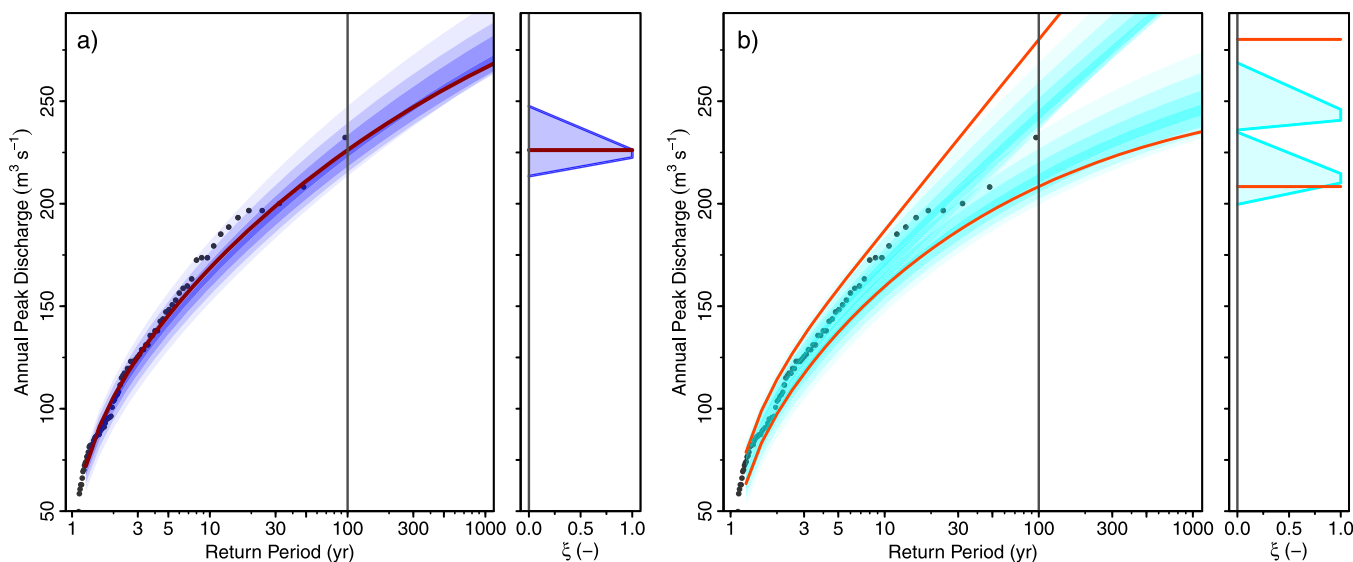 a)
Annual Peak Discharge (m³ s⁻¹)
50 100 150 200 250
1 3 5 10 30 100 300 1000
Return Period (yr)
0.0 0.5 1.0
ξ (−)
b)
Annual Peak Discharge (m³ s⁻¹)
50 100 150 200 250
1 3 5 10 30 100 300 1000
Return Period (yr)
0.0 0.5 1.0
ξ (−)